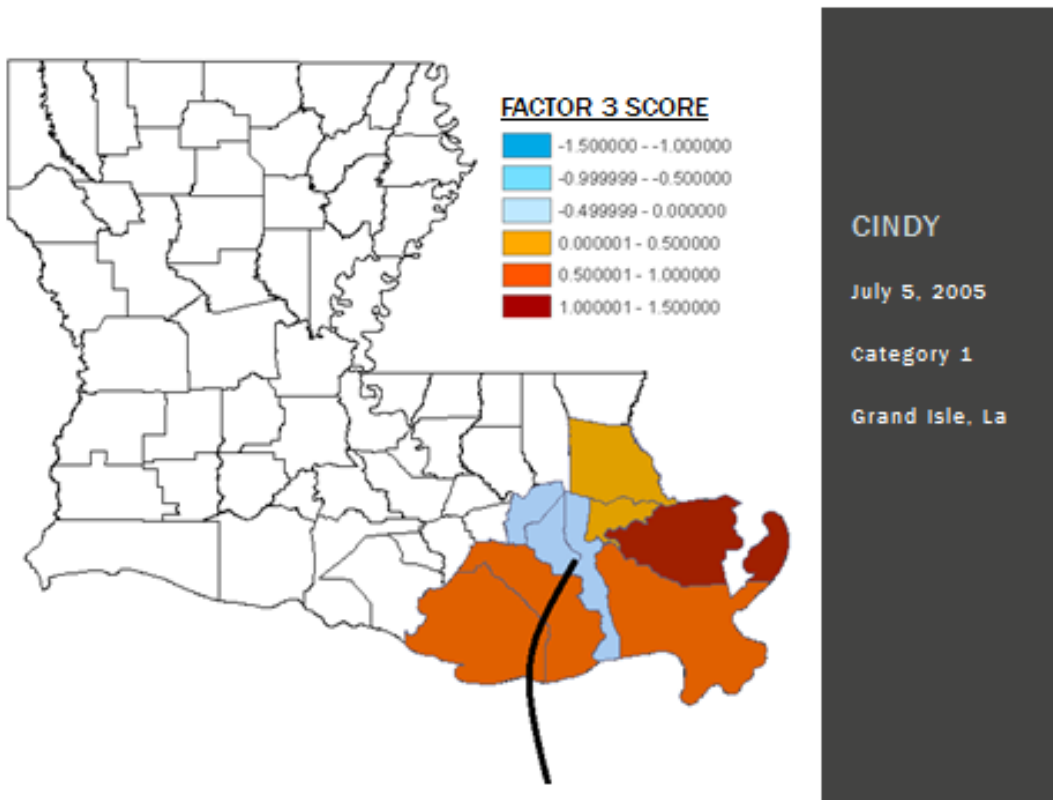 FACTOR 3 SCORE
-1.500000 - -1.000000
-0.999999 - -0.500000
-0.499999 - 0.000000
0.000001 - 0.500000
0.500001 - 1.000000
1.000001 - 1.500000
CINDY
July 5, 2005
Category 1
Grand Isle, La